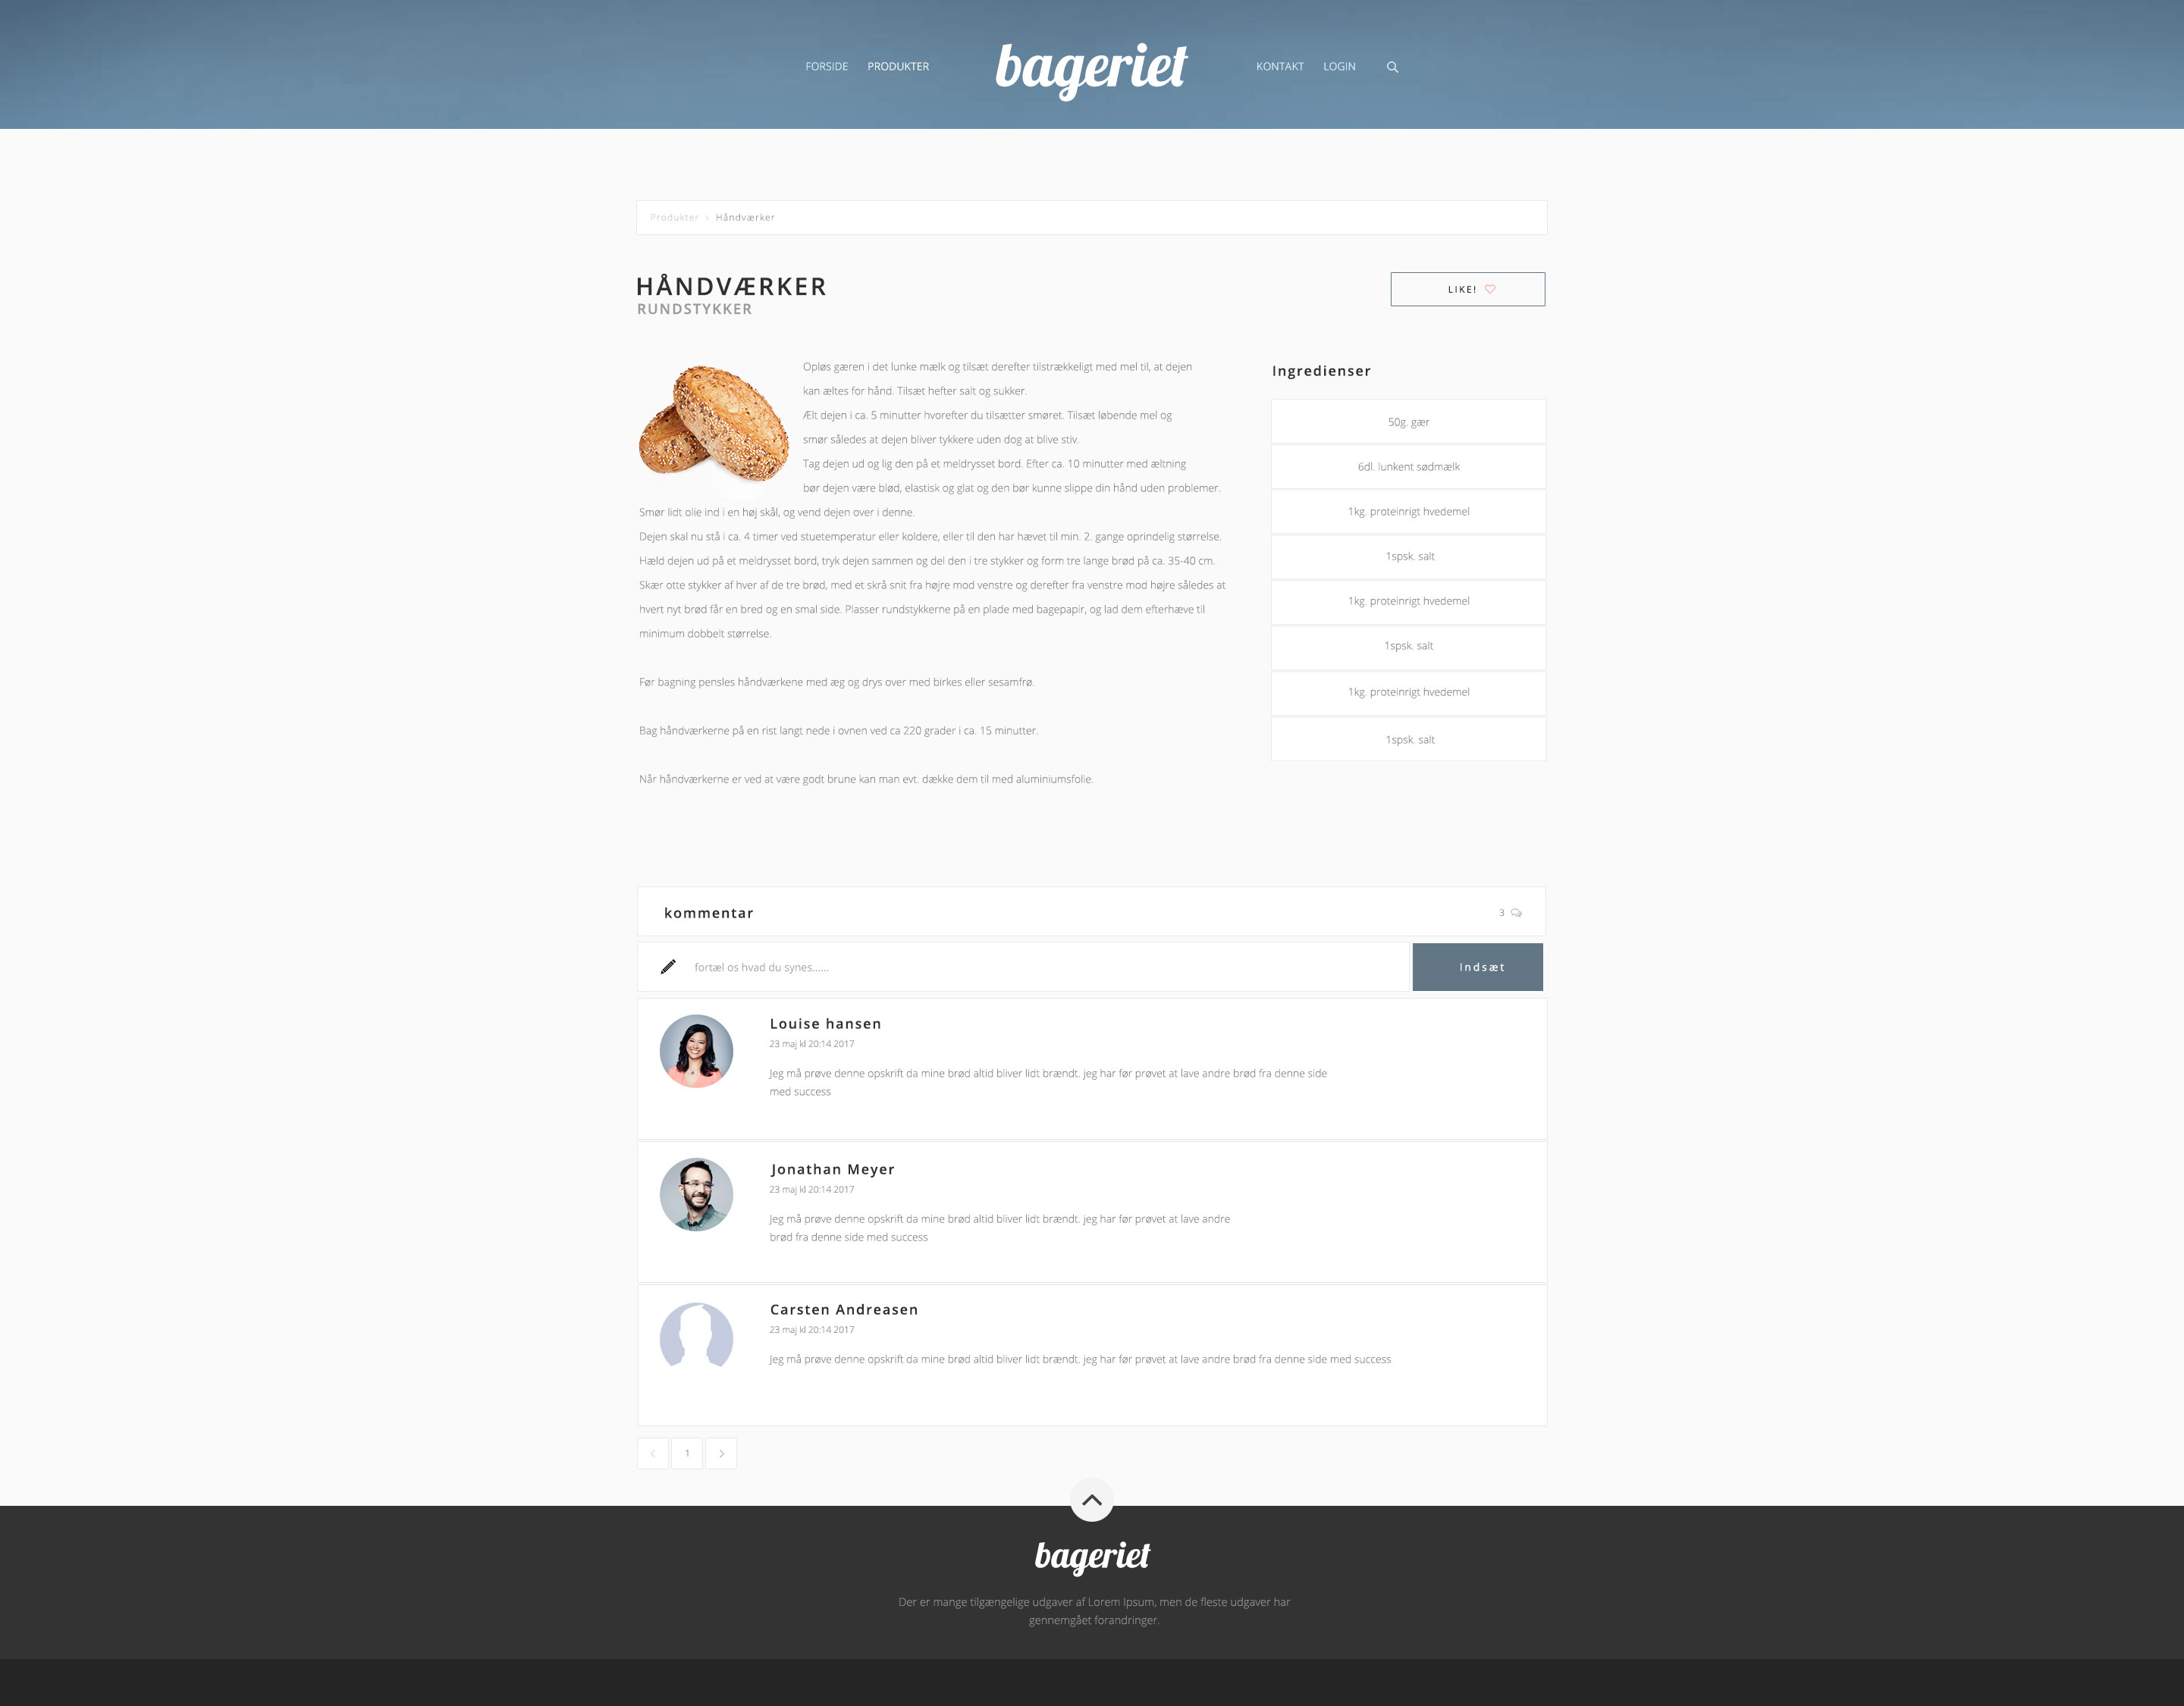 FORSIDE PRODUKTER bageriet KONTAKT LOGIN
Produkter > Håndværker
HÅNDVÆRKER
RUNDSTYKKER
LIKE!
Opløs gæren i det lunke mælk og tilsæt derefter tilstrækkeligt med mel til, at dejen
kan æltes for hånd. Tilsæt hefter salt og sukker.
Ælt dejen i ca. 5 minutter hvorefter du tilsætter smøret. Tilsæt løbende mel og
smør således at dejen bliver tykkere uden dog at blive stiv.
Tag dejen ud og lig den på et meldrysset bord. Efter ca. 10 minutter med æltning
bør dejen være blød, elastisk og glat og den bør kunne slippe din hånd uden problemer.
Smør lidt olie ind i en høj skål, og vend dejen over i denne.
Dejen skal nu stå i ca. 4 timer ved stuetemperatur eller koldere, eller til den har hævet til min. 2. gange oprindelig størrelse.
Hæld dejen ud på et meldrysset bord, tryk dejen sammen og del den i tre stykker og form tre lange brød på ca. 35-40 cm.
Skær otte stykker af hver af de tre brød, med et skrå snit fra højre mod venstre og derefter fra venstre mod højre således at
hvert nyt brød får en bred og en smal side. Plasser rundstykkerne på en plade med bagepapir, og lad dem efterhæve til
minimum dobbelt størrelse.
Før bagning pensles håndværkene med æg og drys over med birkes eller sesamfrø.
Bag håndværkerne på en rist langt nede i ovnen ved ca 220 grader i ca. 15 minutter.
Når håndværkerne er ved at være godt brune kan man evt. dække dem til med aluminiumsfolie.
Ingredienser
50g. gær
6dl. lunkent sødmælk
1kg. proteinrigt hvedemel
1spsk. salt
1kg. proteinrigt hvedemel
1spsk. salt
1kg. proteinrigt hvedemel
1spsk. salt
kommentar
3
fortæl os hvad du synes......
Indsæt
Louise hansen
23 maj kl 20:14 2017
Jeg må prøve denne opskrift da mine brød altid bliver lidt brændt. jeg har før prøvet at lave andre brød fra denne side
med success
Jonathan Meyer
23 maj kl 20:14 2017
Jeg må prøve denne opskrift da mine brød altid bliver lidt brændt. jeg har før prøvet at lave andre
brød fra denne side med success
Carsten Andreasen
23 maj kl 20:14 2017
Jeg må prøve denne opskrift da mine brød altid bliver lidt brændt. jeg har før prøvet at lave andre brød fra denne side med success
1
bageriet
Der er mange tilgængelige udgaver af Lorem Ipsum, men de fleste udgaver har
gennemgået forandringer.